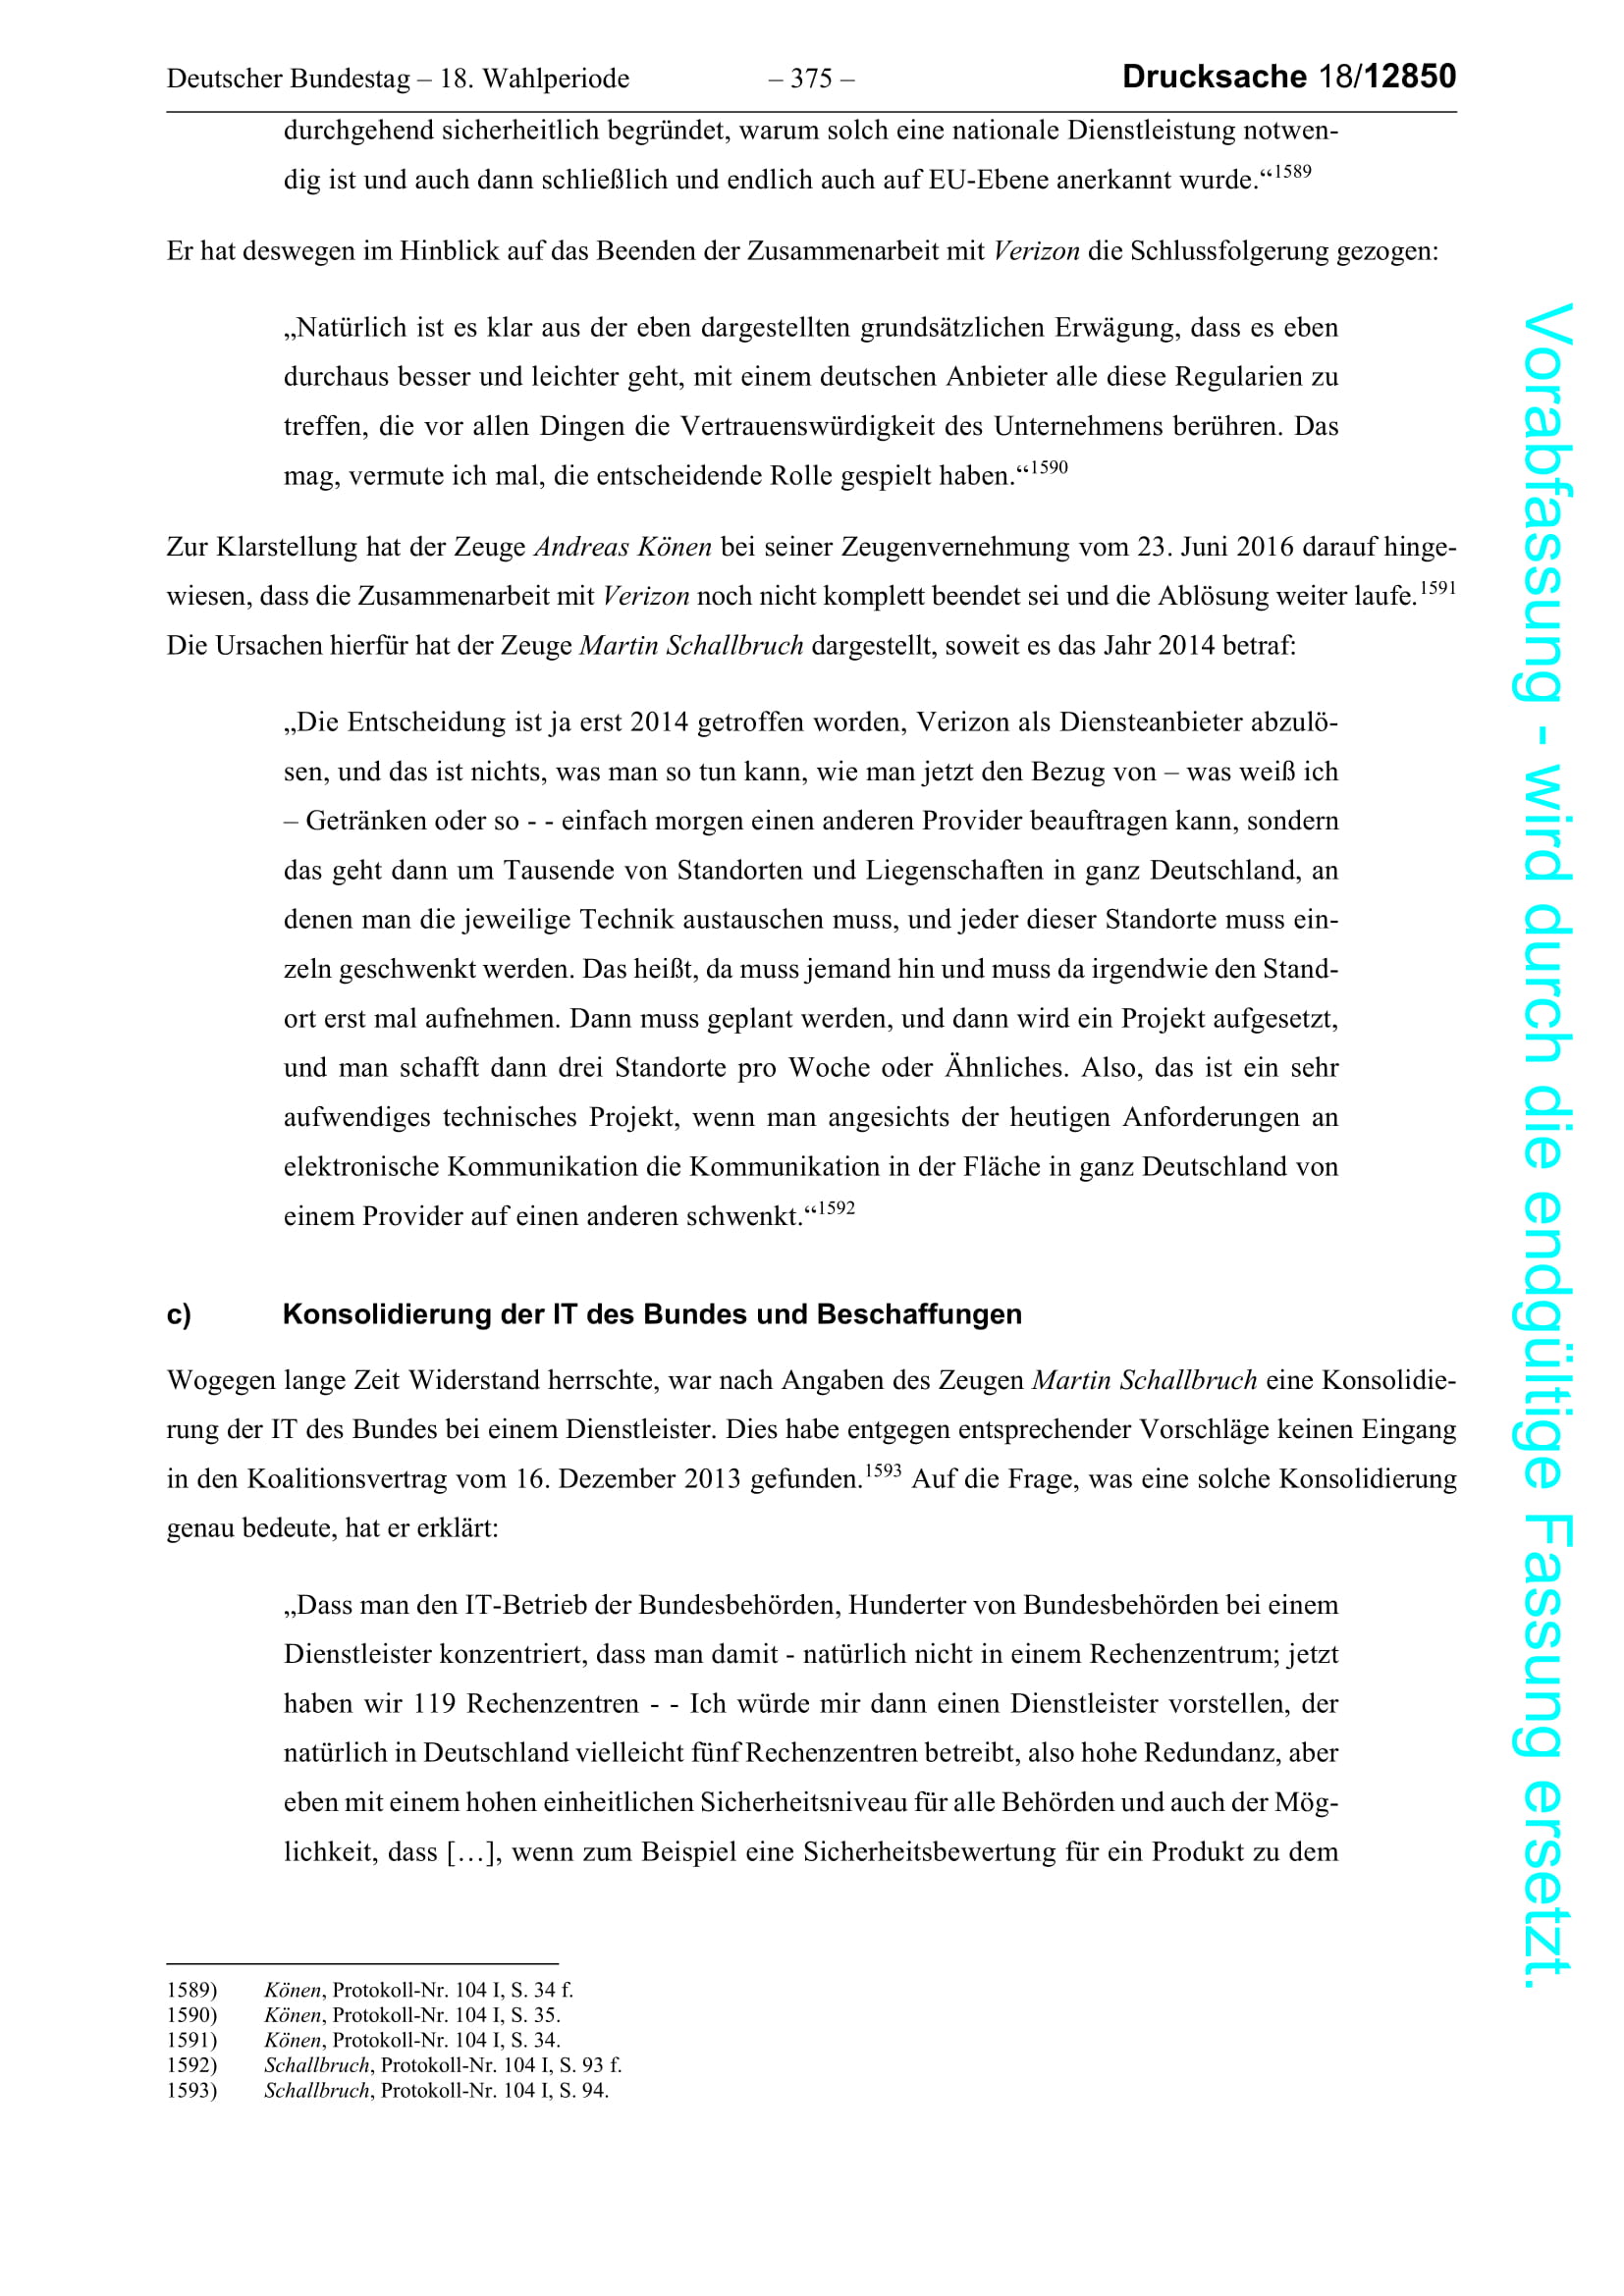 Deutscher Bundestag – 18. Wahlperiode – 375 – Drucksache 18/12850
durchgehend sicherheitlich begründet, warum solch eine nationale Dienstleistung notwen-
dig ist und auch dann schließlich und endlich auch auf EU-Ebene anerkannt wurde.“1589
Er hat deswegen im Hinblick auf das Beenden der Zusammenarbeit mit Verizon die Schlussfolgerung gezogen:
„Natürlich ist es klar aus der eben dargestellten grundsätzlichen Erwägung, dass es eben
durchaus besser und leichter geht, mit einem deutschen Anbieter alle diese Regularien zu
treffen, die vor allen Dingen die Vertrauenswürdigkeit des Unternehmens berühren. Das
mag, vermute ich mal, die entscheidende Rolle gespielt haben.“1590
Zur Klarstellung hat der Zeuge Andreas Könen bei seiner Zeugenvernehmung vom 23. Juni 2016 darauf hinge-
wiesen, dass die Zusammenarbeit mit Verizon noch nicht komplett beendet sei und die Ablösung weiter laufe.1591
Die Ursachen hierfür hat der Zeuge Martin Schallbruch dargestellt, soweit es das Jahr 2014 betraf:
„Die Entscheidung ist ja erst 2014 getroffen worden, Verizon als Diensteanbieter abzulö-
sen, und das ist nichts, was man so tun kann, wie man jetzt den Bezug von – was weiß ich
– Getränken oder so - - einfach morgen einen anderen Provider beauftragen kann, sondern
das geht dann um Tausende von Standorten und Liegenschaften in ganz Deutschland, an
denen man die jeweilige Technik austauschen muss, und jeder dieser Standorte muss ein-
zeln geschwenkt werden. Das heißt, da muss jemand hin und muss da irgendwie den Stand-
ort erst mal aufnehmen. Dann muss geplant werden, und dann wird ein Projekt aufgesetzt,
und man schafft dann drei Standorte pro Woche oder Ähnliches. Also, das ist ein sehr
aufwendiges technisches Projekt, wenn man angesichts der heutigen Anforderungen an
elektronische Kommunikation die Kommunikation in der Fläche in ganz Deutschland von
einem Provider auf einen anderen schwenkt.“1592
c) Konsolidierung der IT des Bundes und Beschaffungen
Wogegen lange Zeit Widerstand herrschte, war nach Angaben des Zeugen Martin Schallbruch eine Konsolidie-
rung der IT des Bundes bei einem Dienstleister. Dies habe entgegen entsprechender Vorschläge keinen Eingang
in den Koalitionsvertrag vom 16. Dezember 2013 gefunden.1593 Auf die Frage, was eine solche Konsolidierung
genau bedeute, hat er erklärt:
„Dass man den IT-Betrieb der Bundesbehörden, Hunderter von Bundesbehörden bei einem
Dienstleister konzentriert, dass man damit - natürlich nicht in einem Rechenzentrum; jetzt
haben wir 119 Rechenzentren - - Ich würde mir dann einen Dienstleister vorstellen, der
natürlich in Deutschland vielleicht fünf Rechenzentren betreibt, also hohe Redundanz, aber
eben mit einem hohen einheitlichen Sicherheitsniveau für alle Behörden und auch der Mög-
lichkeit, dass […], wenn zum Beispiel eine Sicherheitsbewertung für ein Produkt zu dem
1589) Könen, Protokoll-Nr. 104 I, S. 34 f.
1590) Könen, Protokoll-Nr. 104 I, S. 35.
1591) Könen, Protokoll-Nr. 104 I, S. 34.
1592) Schallbruch, Protokoll-Nr. 104 I, S. 93 f.
1593) Schallbruch, Protokoll-Nr. 104 I, S. 94.
Vorabfassung - wird durch die endgültige Fassung ersetzt.